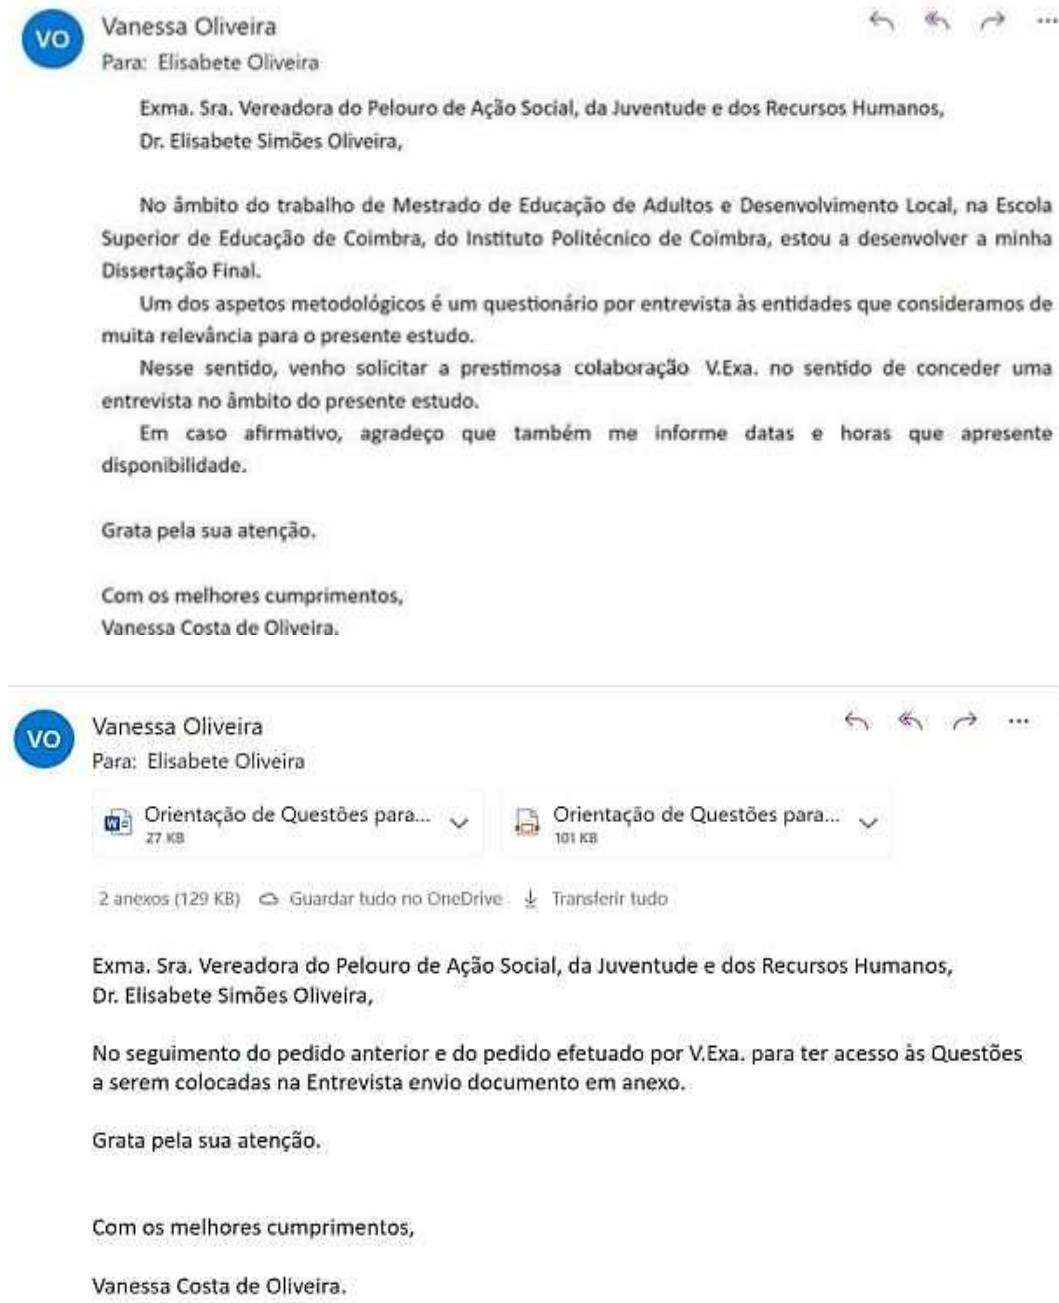 VO
Vanessa Oliveira
Para: Elisabete Oliveira
Exma. Sra. Vereadora do Pelouro de Ação Social, da Juventude e dos Recursos Humanos,
Dr. Elisabete Simões Oliveira,
No âmbito do trabalho de Mestrado de Educação de Adultos e Desenvolvimento Local, na Escola
Superior de Educação de Coimbra, do Instituto Politécnico de Coimbra, estou a desenvolver a minha
Dissertação Final.
Um dos aspetos metodológicos é um questionário por entrevista às entidades que consideramos de
muita relevância para o presente estudo.
Nesse sentido, venho solicitar a prestimosa colaboração V.Exa. no sentido de conceder uma
entrevista no âmbito do presente estudo.
Em caso afirmativo, agradeço que também me informe datas e horas que apresente
disponibilidade.
Grata pela sua atenção.
Com os melhores cumprimentos,
Vanessa Costa de Oliveira.
VO
Vanessa Oliveira
Para: Elisabete Oliveira
Orientação de Questões para... Orientação de Questões para...
27 KB 101 KB
2 anexos (129 KB) Guardar tudo no OneDrive Transferir tudo
Exma. Sra. Vereadora do Pelouro de Ação Social, da Juventude e dos Recursos Humanos,
Dr. Elisabete Simões Oliveira,
No seguimento do pedido anterior e do pedido efetuado por V.Exa. para ter acesso às Questões
a serem colocadas na Entrevista envio documento em anexo.
Grata pela sua atenção.
Com os melhores cumprimentos,
Vanessa Costa de Oliveira.